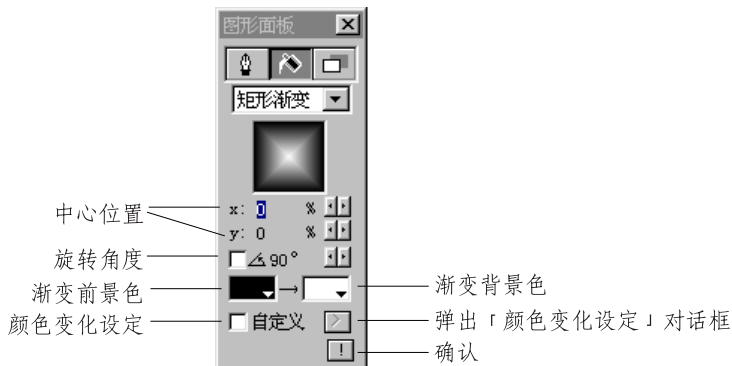 图形面板
矩形渐变
中心位置
x: 0 %
y: 0 %
旋转角度
90°
渐变前景色
渐变背景色
颜色变化设定
自定义
>
弹出「颜色变化设定」对话框
!
确认